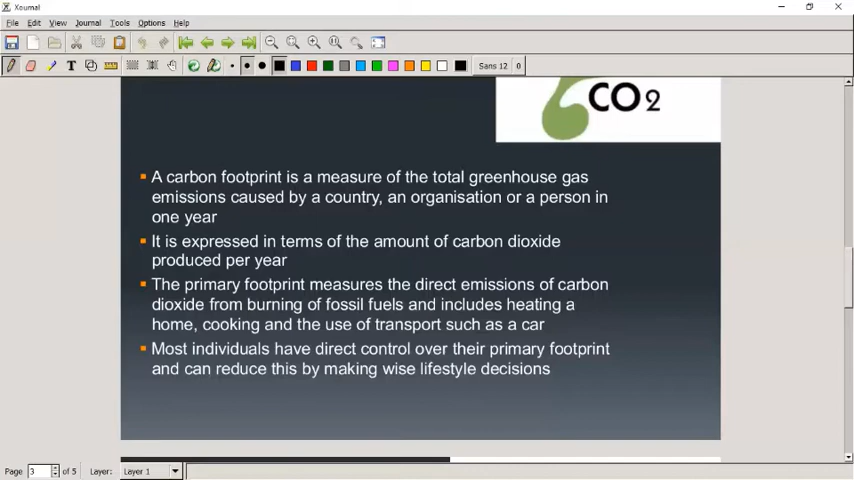 Xournal
File Edit View Journal Tools Options Help
Sans 12 0
CO2
A carbon footprint is a measure of the total greenhouse gas
emissions caused by a country, an organisation or a person in
one year
It is expressed in terms of the amount of carbon dioxide
produced per year
The primary footprint measures the direct emissions of carbon
dioxide from burning of fossil fuels and includes heating a
home, cooking and the use of transport such as a car
Most individuals have direct control over their primary footprint
and can reduce this by making wise lifestyle decisions
Page 3 of 5 Layer: Layer 1